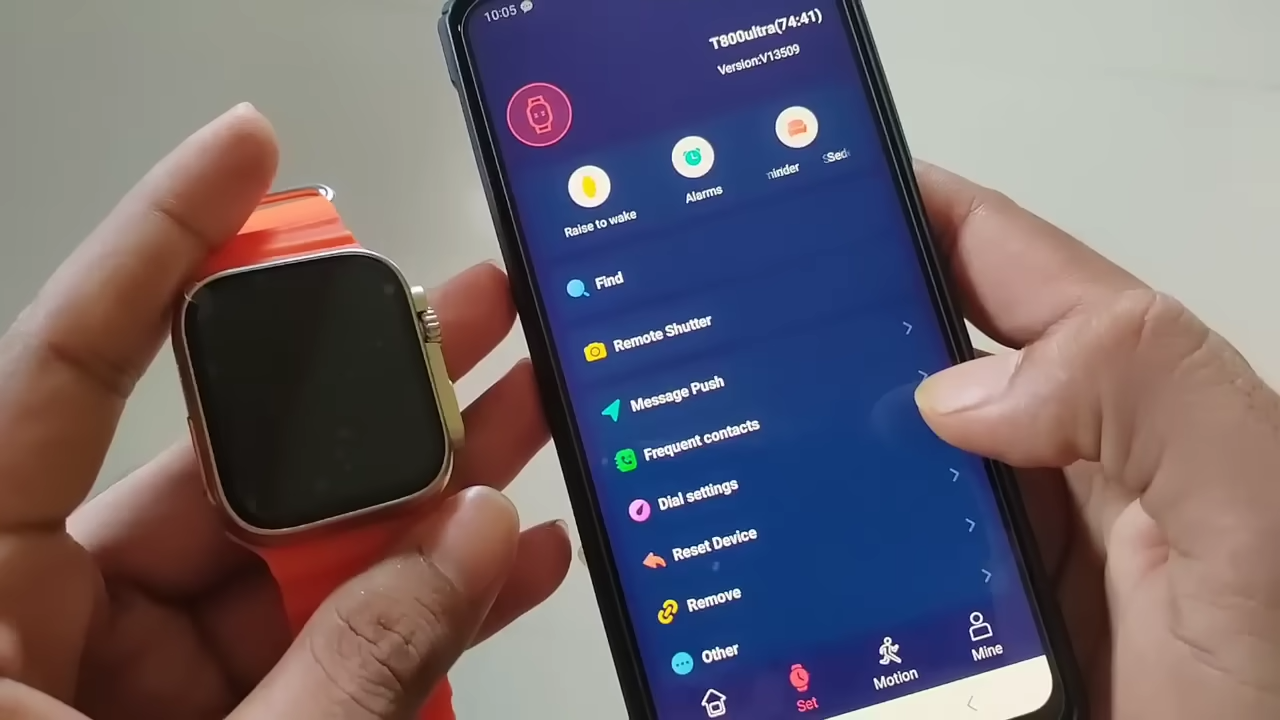 10:05
T800ultra(74:41)
Version:V13509
Raise to wake
Alarms
Find
Remote Shutter
Message Push
Frequent contacts
Dial settings
Reset Device
Remove
Other
Set
Motion
Mine